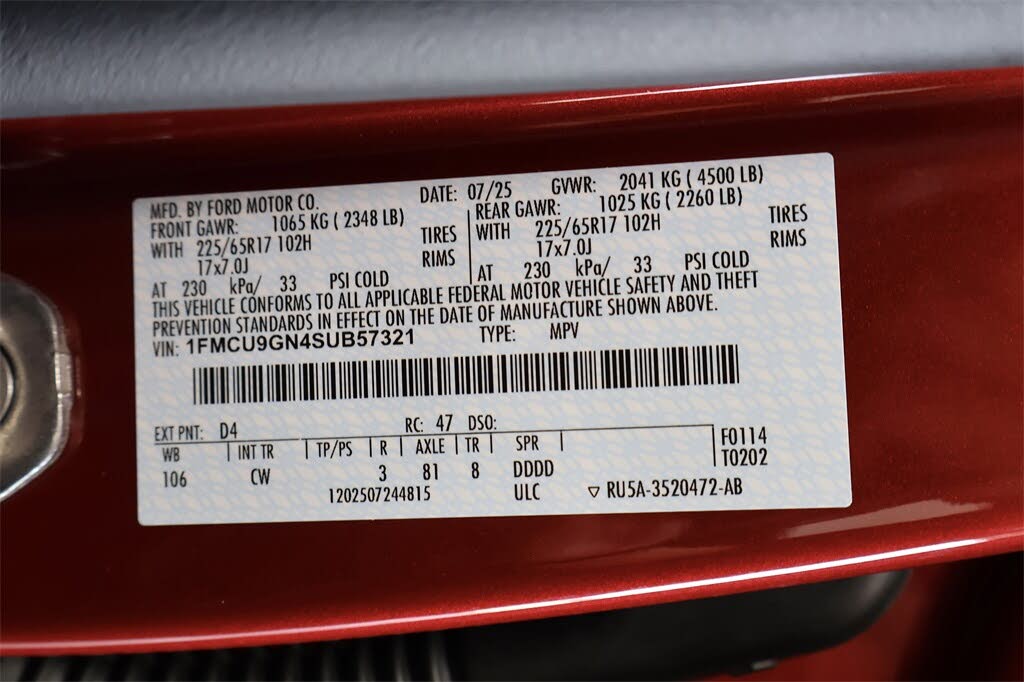 MFD. BY FORD MOTOR CO. DATE: 07/25 GVWR: 2041 KG ( 4500 LB)
FRONT GAWR: 1065 KG ( 2348 LB) REAR GAWR: 1025 KG ( 2260 LB)
WITH 225/65R17 102H TIRES WITH 225/65R17 102H TIRES
17x7.0J RIMS 17x7.0J RIMS
AT 230 kPa/ 33 PSI COLD AT 230 kPa/ 33 PSI COLD
THIS VEHICLE CONFORMS TO ALL APPLICABLE FEDERAL MOTOR VEHICLE SAFETY AND THEFT
PREVENTION STANDARDS IN EFFECT ON THE DATE OF MANUFACTURE SHOWN ABOVE.
VIN: 1FMCU9GN4SUB57321 TYPE: MPV
EXT PNT: D4 RC: 47 DSO:
WB INT TR TP/PS R AXLE TR SPR F0114
106 CW 3 81 8 DDDD T0202
1202507244815 ULC ▽ RU5A-3520472-AB